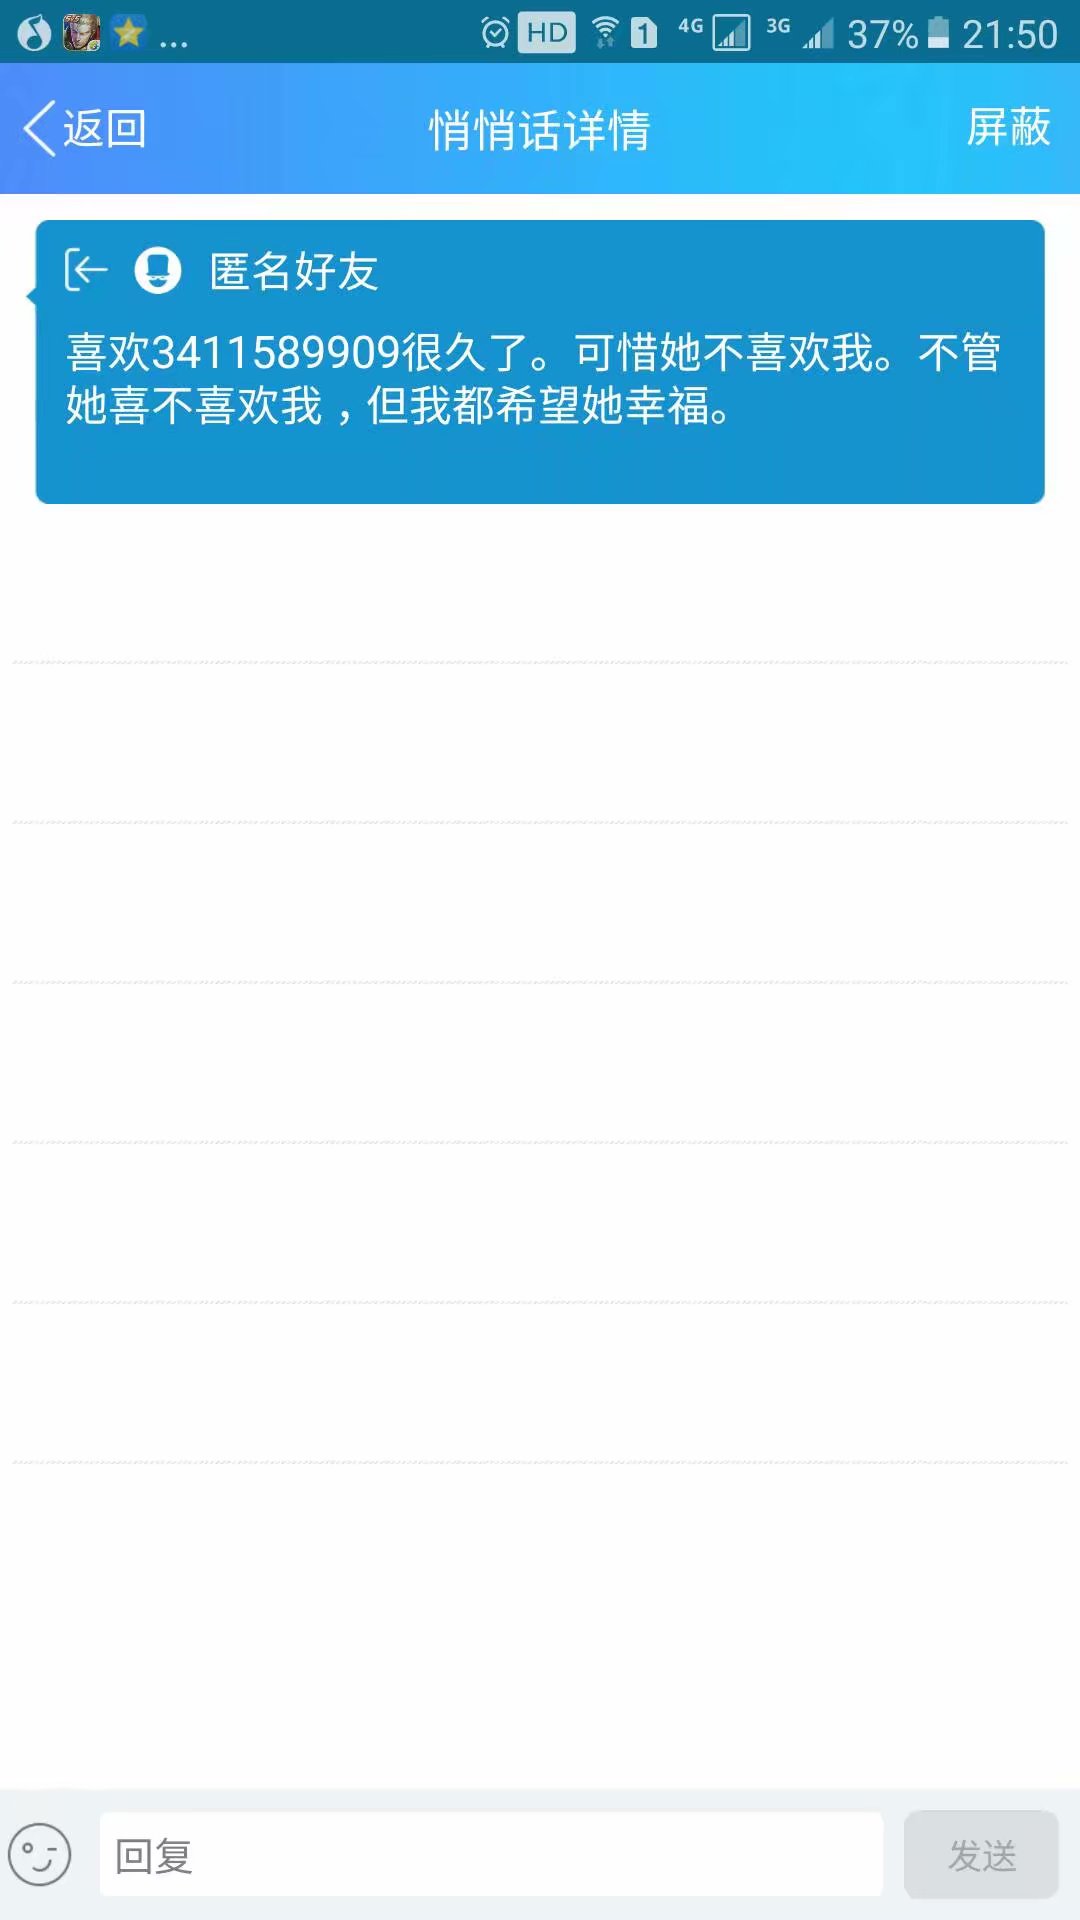 ... HD 1 4G 3G 37% 21:50
返回 悄悄话详情 屏蔽
匿名好友
喜欢3411589909很久了。可惜她不喜欢我。不管
她喜不喜欢我，但我都希望她幸福。
回复 发送